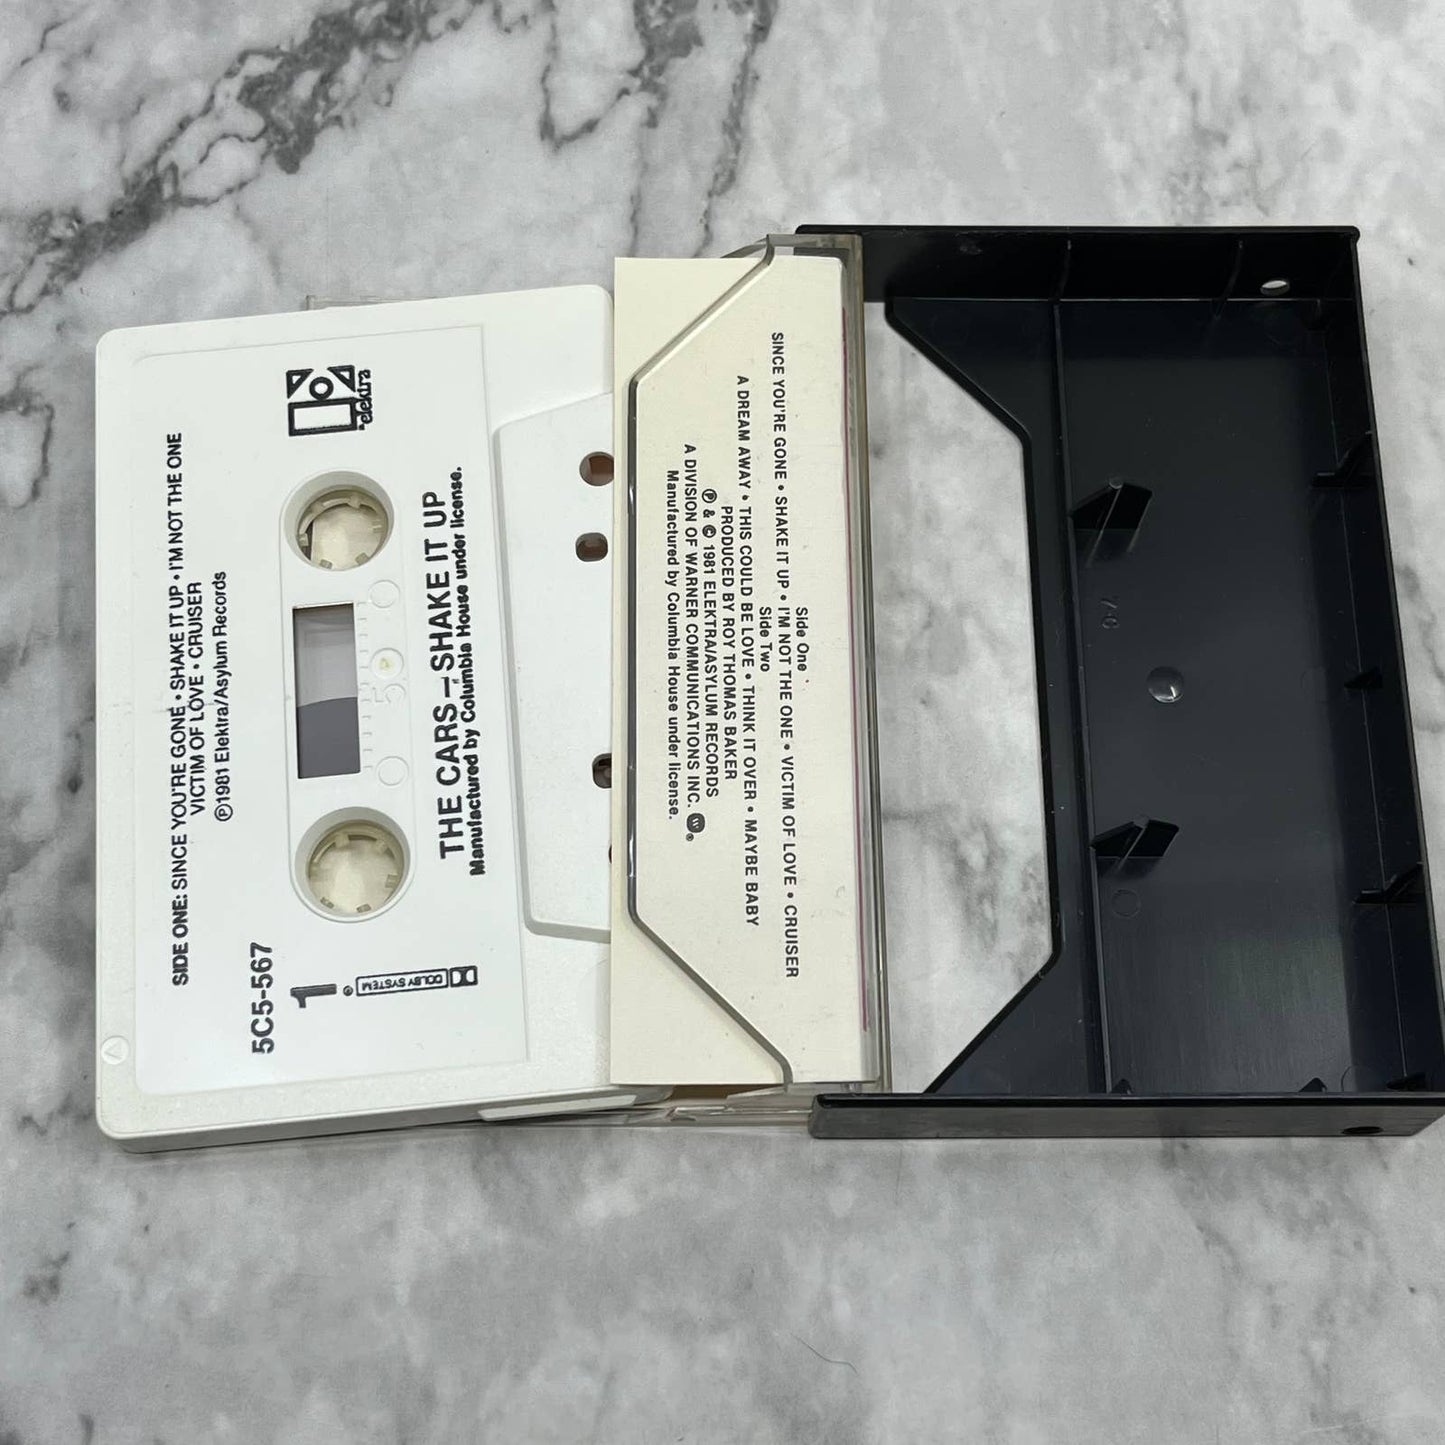 SIDE ONE: SINCE YOU'RE GONE • SHAKE IT UP • I'M NOT THE ONE
VICTIM OF LOVE • CRUISER
℗1981 Elektra/Asylum Records
5C5-567
1
DOLBY SYSTEM
elektra
THE CARS—SHAKE IT UP
Manufactured by Columbia House under license.
Side One
SINCE YOU'RE GONE • SHAKE IT UP • I'M NOT THE ONE • VICTIM OF LOVE • CRUISER
Side Two
A DREAM AWAY • THIS COULD BE LOVE • THINK IT OVER • MAYBE BABY
PRODUCED BY ROY THOMAS BAKER
℗ & © 1981 ELEKTRA/ASYLUM RECORDS
A DIVISION OF WARNER COMMUNICATIONS INC. ®
Manufactured by Columbia House under license.